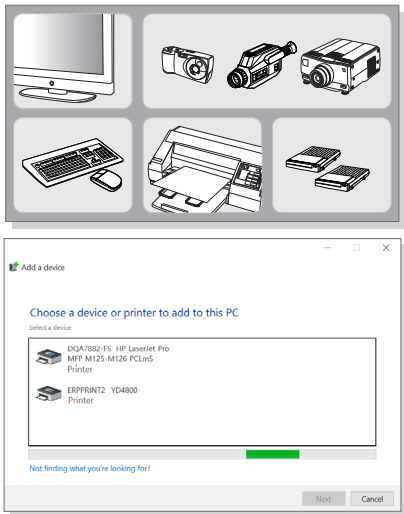 Add a device
Choose a device or printer to add to this PC
Select a device
DQA7882-F5 HP LaserJet Pro
MFP M125-M126 PCLmS
Printer
ERPPRINT2 YD4800-
Printer
Not finding what you're looking for?
Next
Cancel